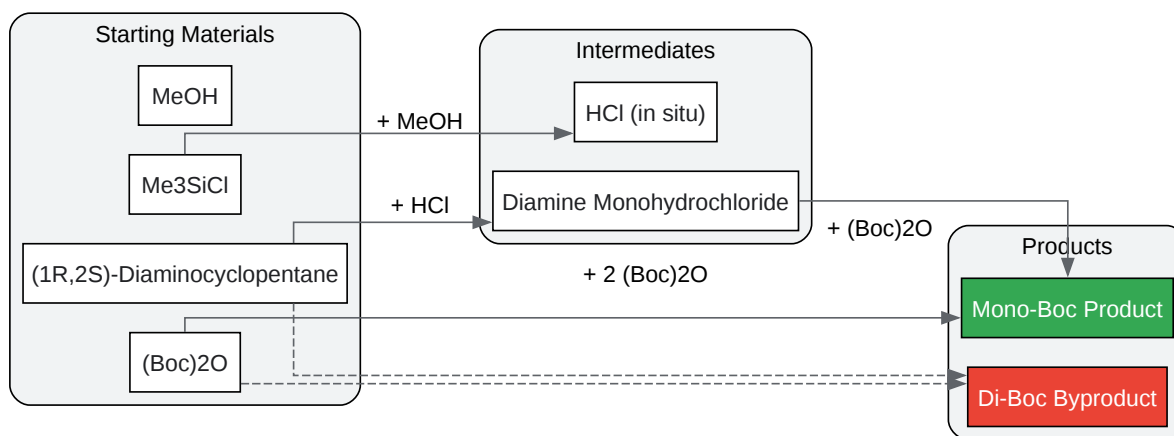 Starting Materials
MeOH
Me3SiCl
(1R,2S)-Diaminocyclopentane
(Boc)2O
+ MeOH
+ HCl
Intermediates
HCl (in situ)
Diamine Monohydrochloride
+ 2 (Boc)2O
+ (Boc)2O
Products
Mono-Boc Product
Di-Boc Byproduct